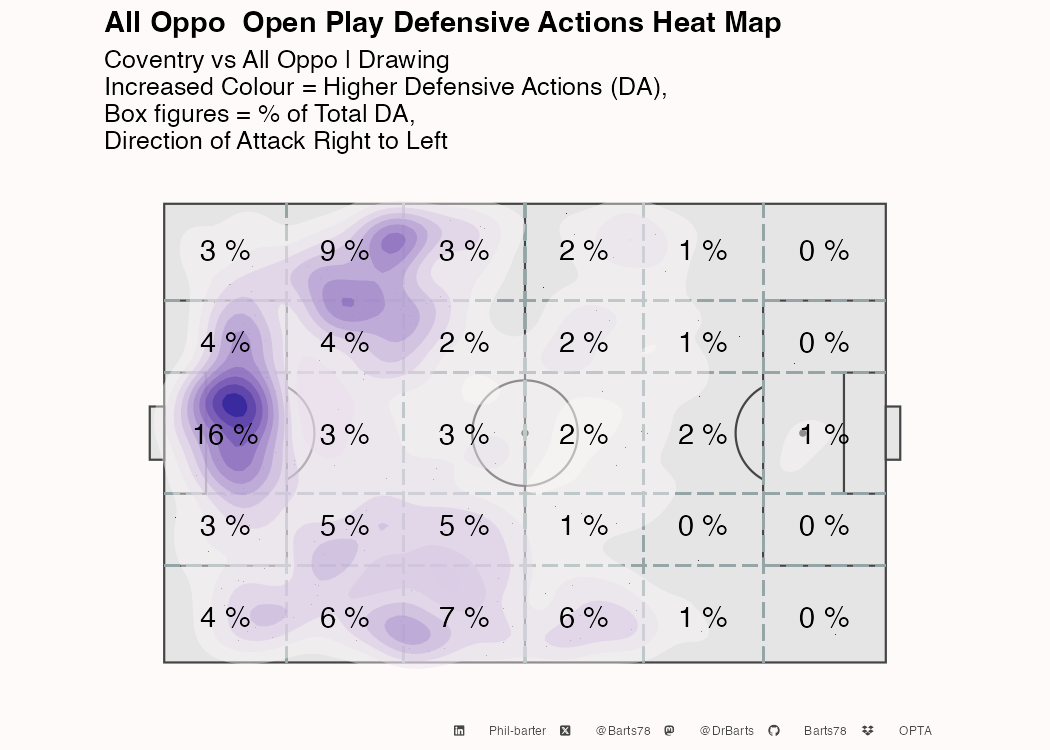 All Oppo  Open Play Defensive Actions Heat Map
Coventry vs All Oppo | Drawing
Increased Colour = Higher Defensive Actions (DA),
Box figures = % of Total DA,
Direction of Attack Right to Left
3 % 9 % 3 % 2 % 1 % 0 %
4 % 4 % 2 % 2 % 1 % 0 %
16 % 3 % 3 % 2 % 2 % 1 %
3 % 5 % 5 % 1 % 0 % 0 %
4 % 6 % 7 % 6 % 1 % 0 %
Phil-barter @Barts78 @DrBarts Barts78 OPTA